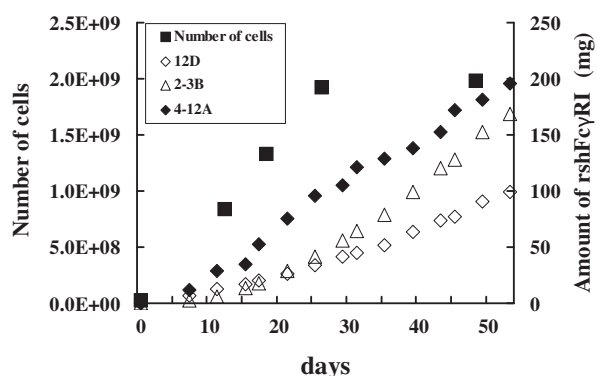 2.5E+09
2.0E+09
1.5E+09
1.0E+09
5.0E+08
0.0E+00
Number of cells
Number of cells
12D
2-3B
4-12A
250
200
150
100
50
0
Amount of rshFcγRI (mg)
0 10 20 30 40 50
days